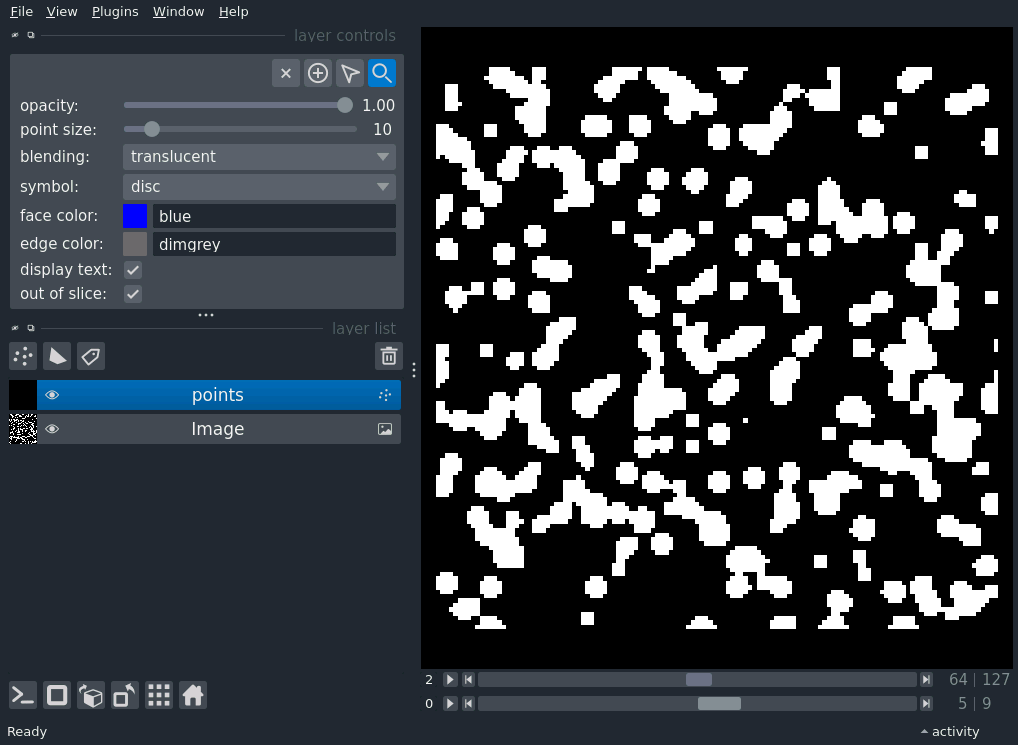 File View Plugins Window Help
layer controls
opacity: 1.00
point size: 10
blending: translucent
symbol: disc
face color: blue
edge color: dimgrey
display text:
out of slice:
layer list
points
Image
2 64 | 127
0 5 | 9
Ready activity